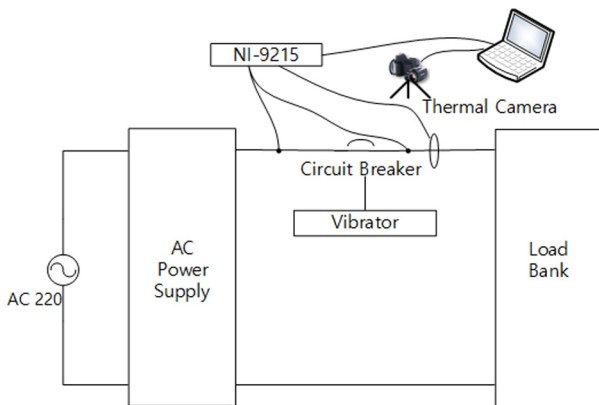 NI-9215
Thermal Camera
Circuit Breaker
Vibrator
AC
Power
Supply
Load
Bank
AC 220